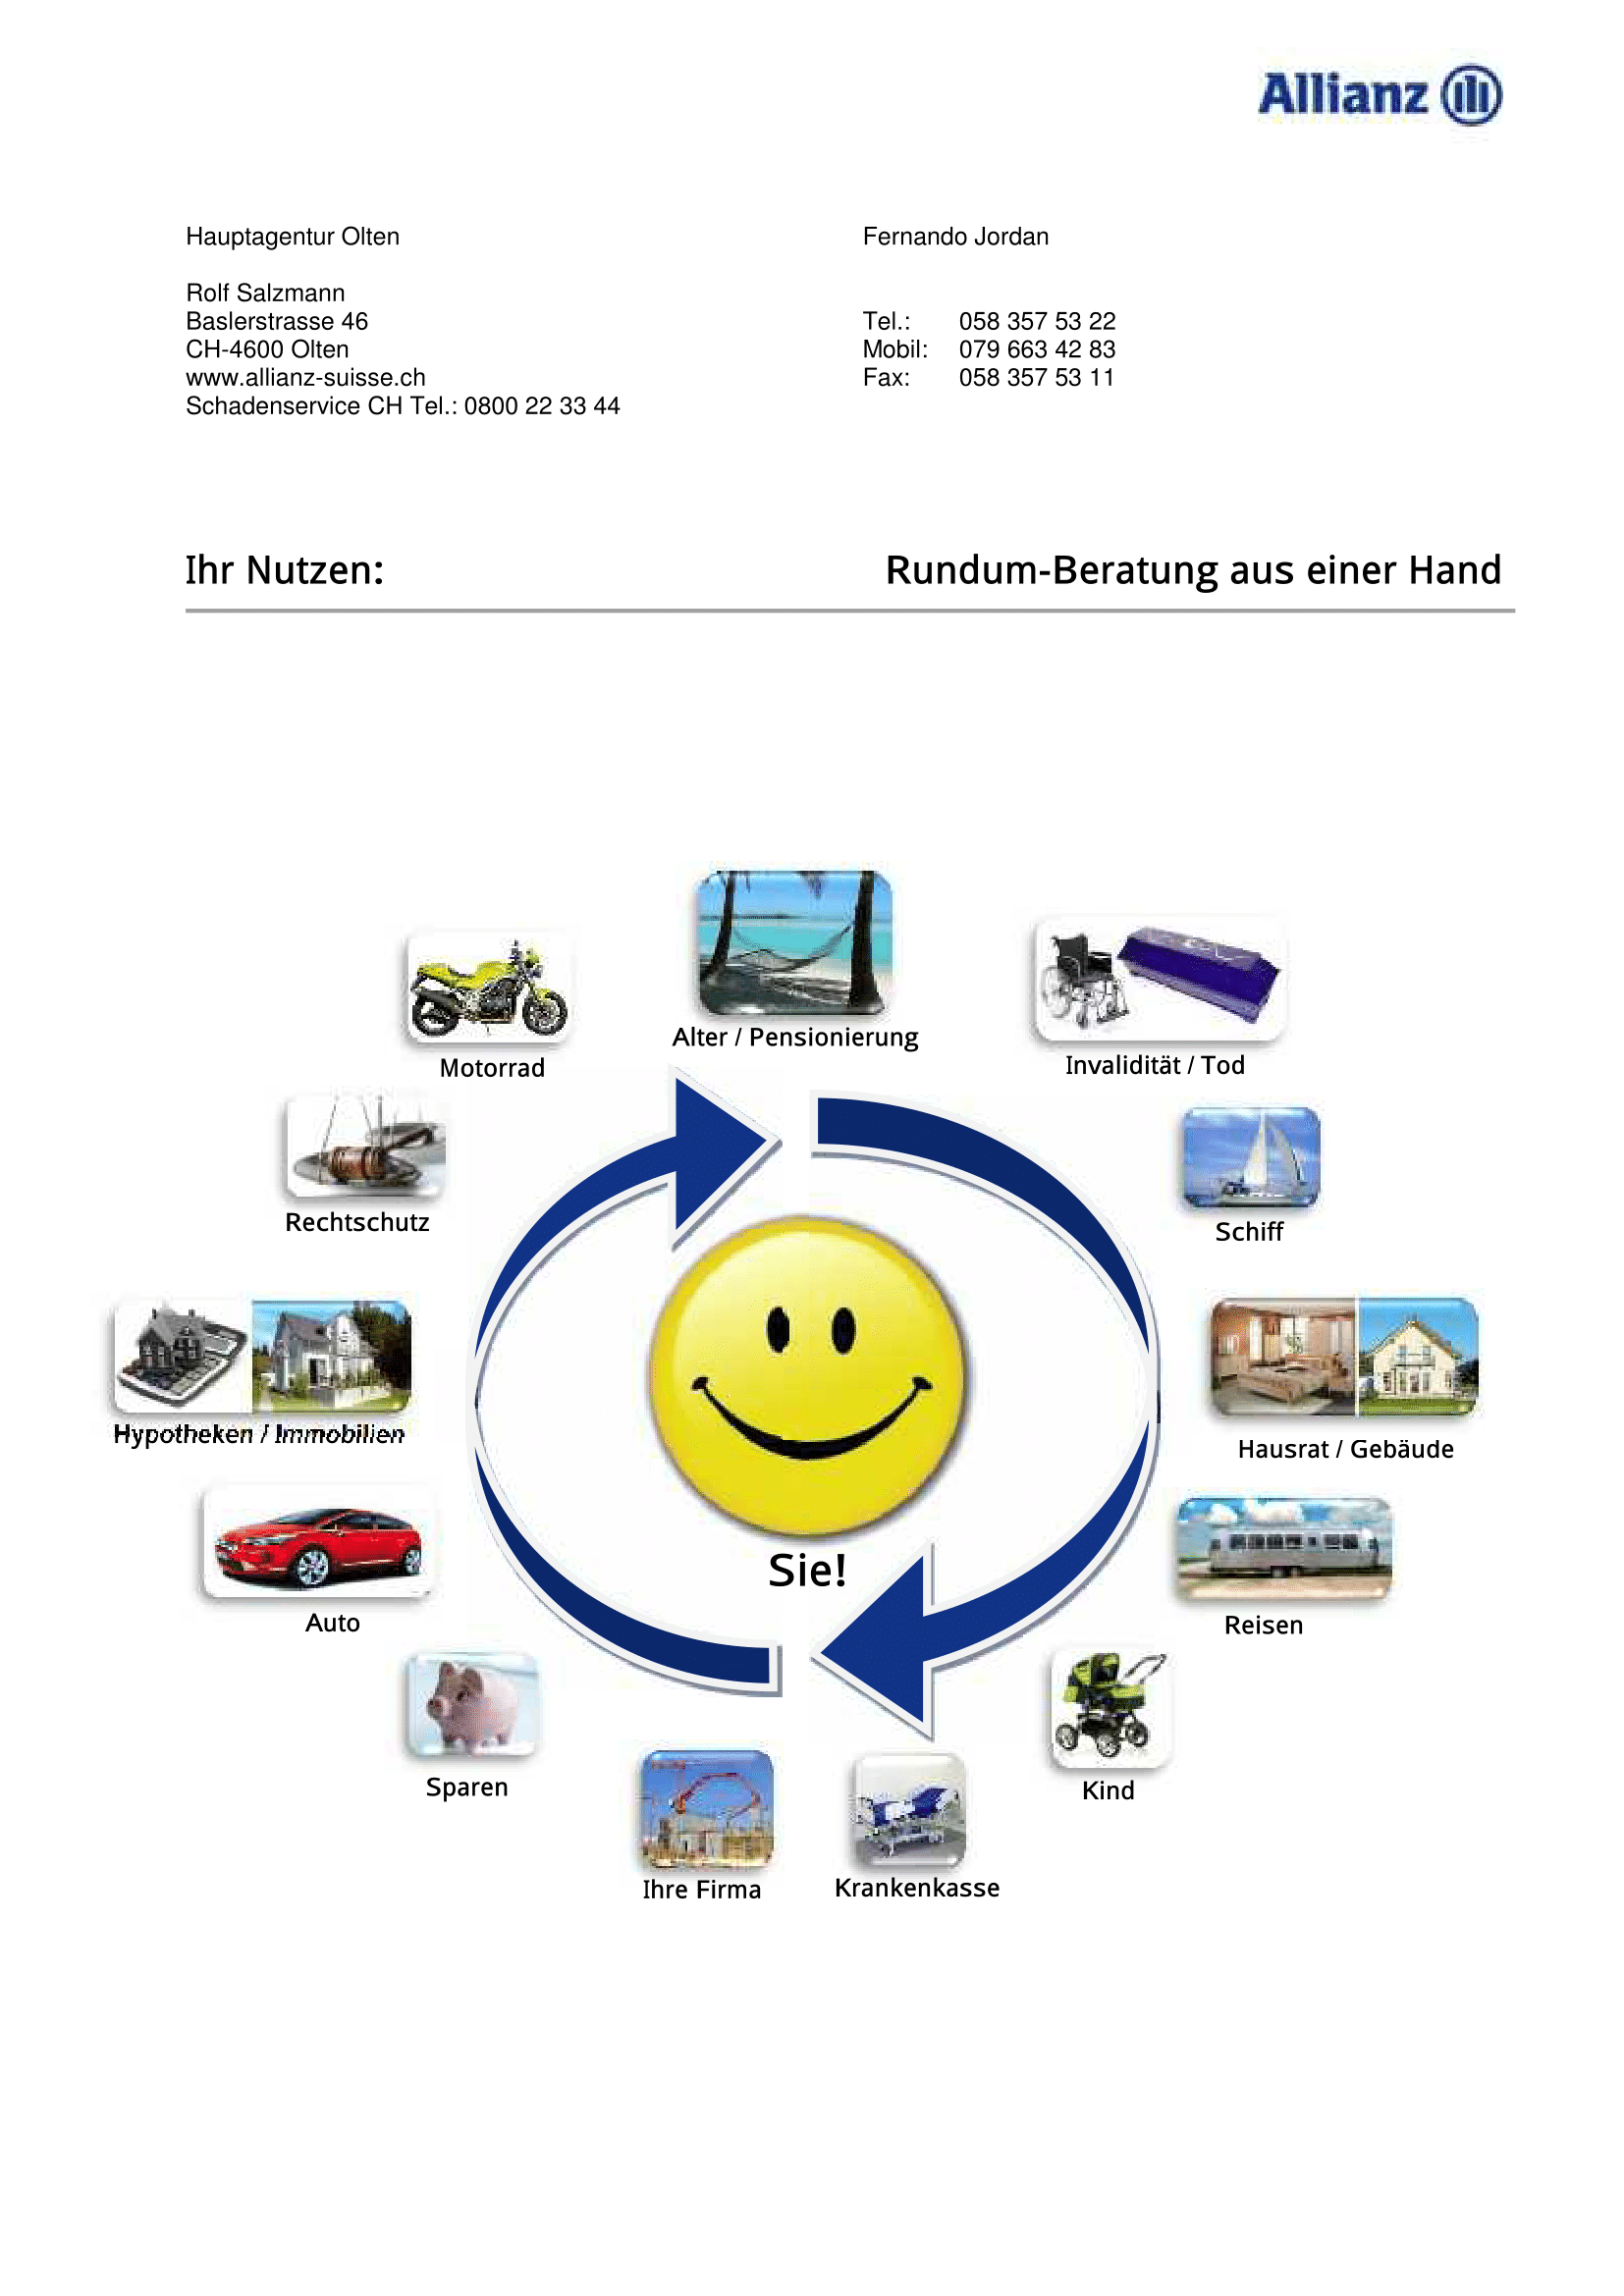 Allianz
Hauptagentur Olten
Rolf Salzmann
Baslerstrasse 46
CH-4600 Olten
www.allianz-suisse.ch
Schadenservice CH Tel.: 0800 22 33 44
Fernando Jordan
Tel.: 058 357 53 22
Mobil: 079 663 42 83
Fax: 058 357 53 11
Ihr Nutzen: Rundum-Beratung aus einer Hand
Alter / Pensionierung
Motorrad
Invalidität / Tod
Rechtschutz
Schiff
Hypotheken / Immobilien
Hausrat / Gebäude
Sie!
Auto
Reisen
Sparen
Kind
Ihre Firma
Krankenkasse